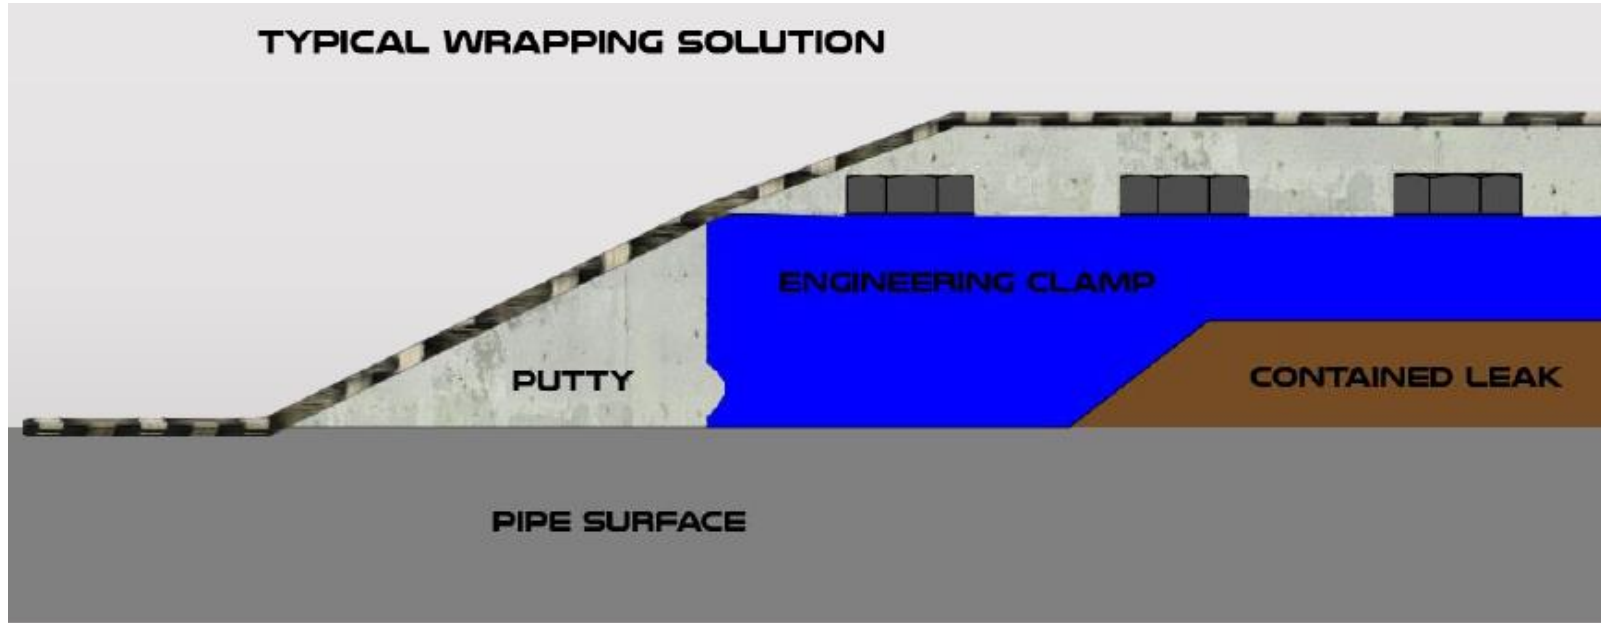 TYPICAL WRAPPING SOLUTION
ENGINEERING CLAMP
PUTTY
CONTAINED LEAK
PIPE SURFACE